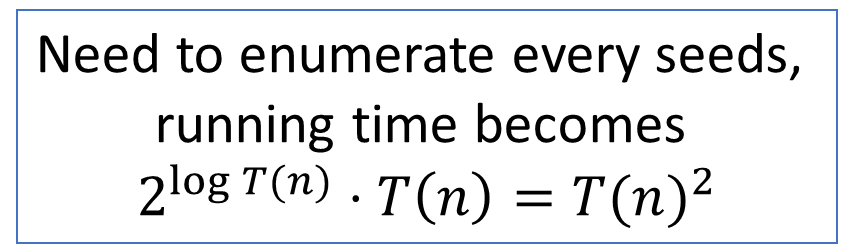 Need to enumerate every seeds,
running time becomes
2^{log T(n)} · T(n) = T(n)^2